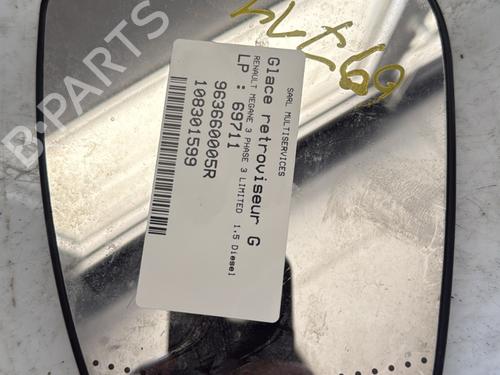 SARL MULTISERVICES
Glace retroviseur G
RENAULT MEGANE 3 PHASE 3 LIMITED 1.5 Diesel
LP : 69711
963660005R
108301599
B-PARTS